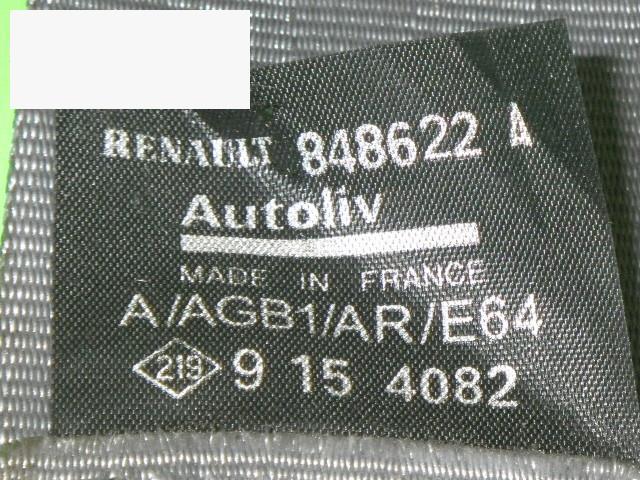 RENAULT 848622 A
Autoliv
MADE IN FRANCE
A/AGB1/AR/E64
219 9 15 4082